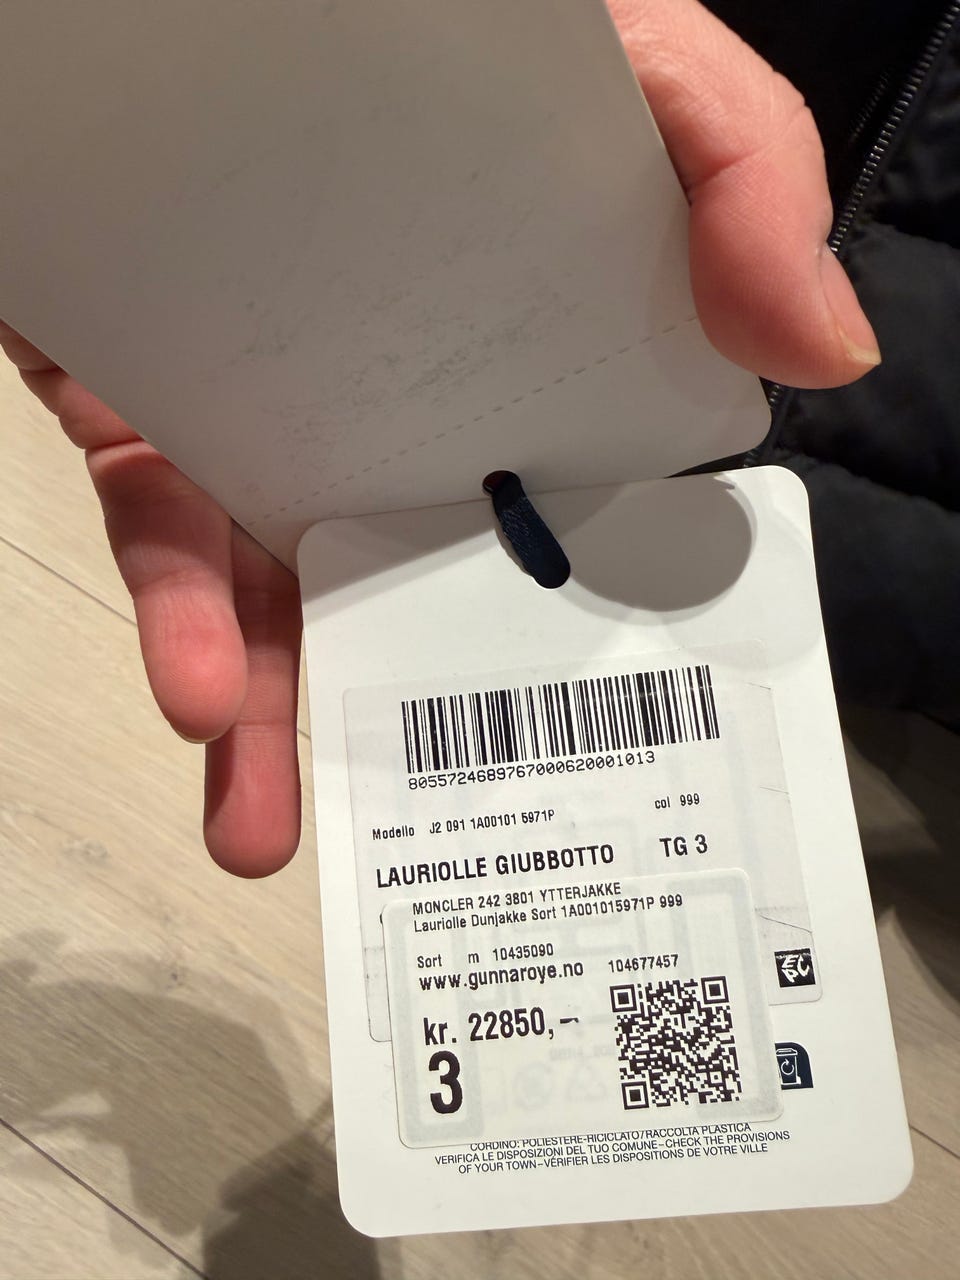 8055724689767000620001013
Modello J2 091 1A00101 5971P col 999
LAURIOLLE GIUBBOTTO TG 3
MONCLER 242 3801 YTTERJAKKE
Lauriolle Dunjakke Sort 1A001015971P 999
Sort m 10435090
www.gunnaroye.no 104677457
kr. 22850,-
3
CORDINO: POLIESTERE-RICICLATO/RACCOLTA PLASTICA
VERIFICA LE DISPOSIZIONI DEL TUO COMUNE-CHECK THE PROVISIONS
OF YOUR TOWN-VÉRIFIER LES DISPOSITIONS DE VOTRE VILLE